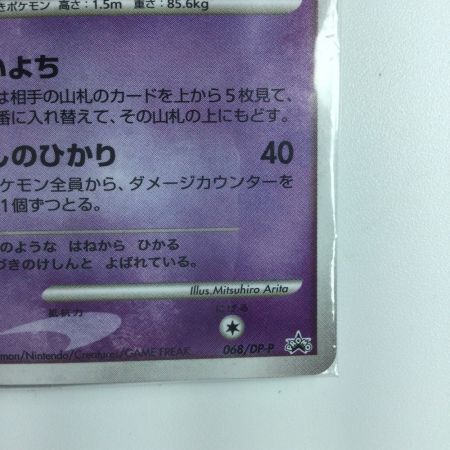 きポケモン 高さ：1.5m 重さ：85.6kg
いよち
は相手の山札のカードを上から５枚見て、
番に入れ替えて、その山札の上にもどす。
しのひかり 40
ケモン全員から、ダメージカウンターを
１個ずつとる。
のような はねから ひかる
づきのけしんと よばれている。
Illus.Mitsuhiro Arita
抵抗力 にげる
mon/Nintendo/Creatures/GAME FREAK 068/DP-P PROMO